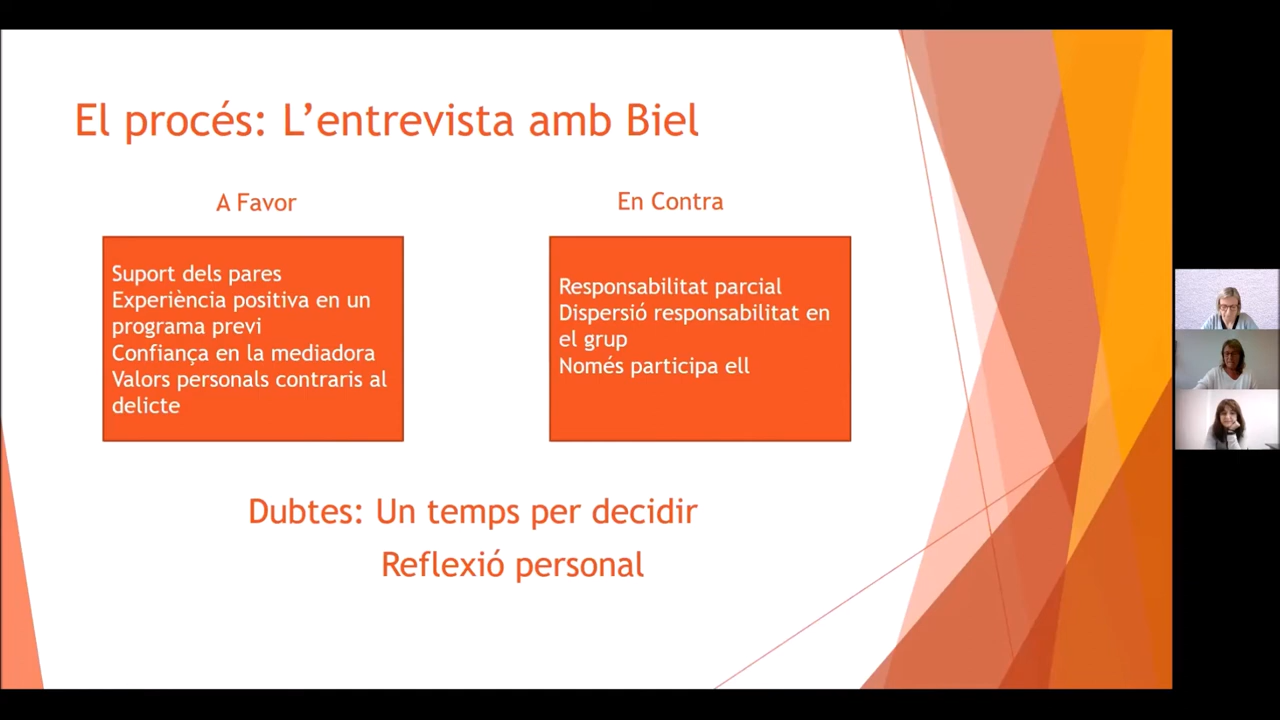 El procés: L’entrevista amb Biel
A Favor
Suport dels pares
Experiència positiva en un
programa previ
Confiança en la mediadora
Valors personals contraris al
delicte
En Contra
Responsabilitat parcial
Dispersió responsabilitat en
el grup
Només participa ell
Dubtes: Un temps per decidir
Reflexió personal